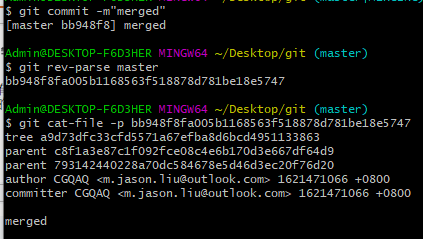 $ git commit -m"merged"
[master bb948f8] merged
Admin@DESKTOP-F6D3HER MINGW64 ~/Desktop/git (master)
$ git rev-parse master
bb948f8fa005b1168563f518878d781be18e5747
Admin@DESKTOP-F6D3HER MINGW64 ~/Desktop/git (master)
$ git cat-file -p bb948f8fa005b1168563f518878d781be18e5747
tree a9d73dfc33cfd5571a67efba8d6bcd4951133863
parent c8f1a3e87c1f092fce08c4e6b170d3e667df64d9
parent 793142440228a70dc584678e5d46d3ec20f76d20
author CGQAQ <m.jason.liu@outlook.com> 1621471066 +0800
committer CGQAQ <m.jason.liu@outlook.com> 1621471066 +0800
merged